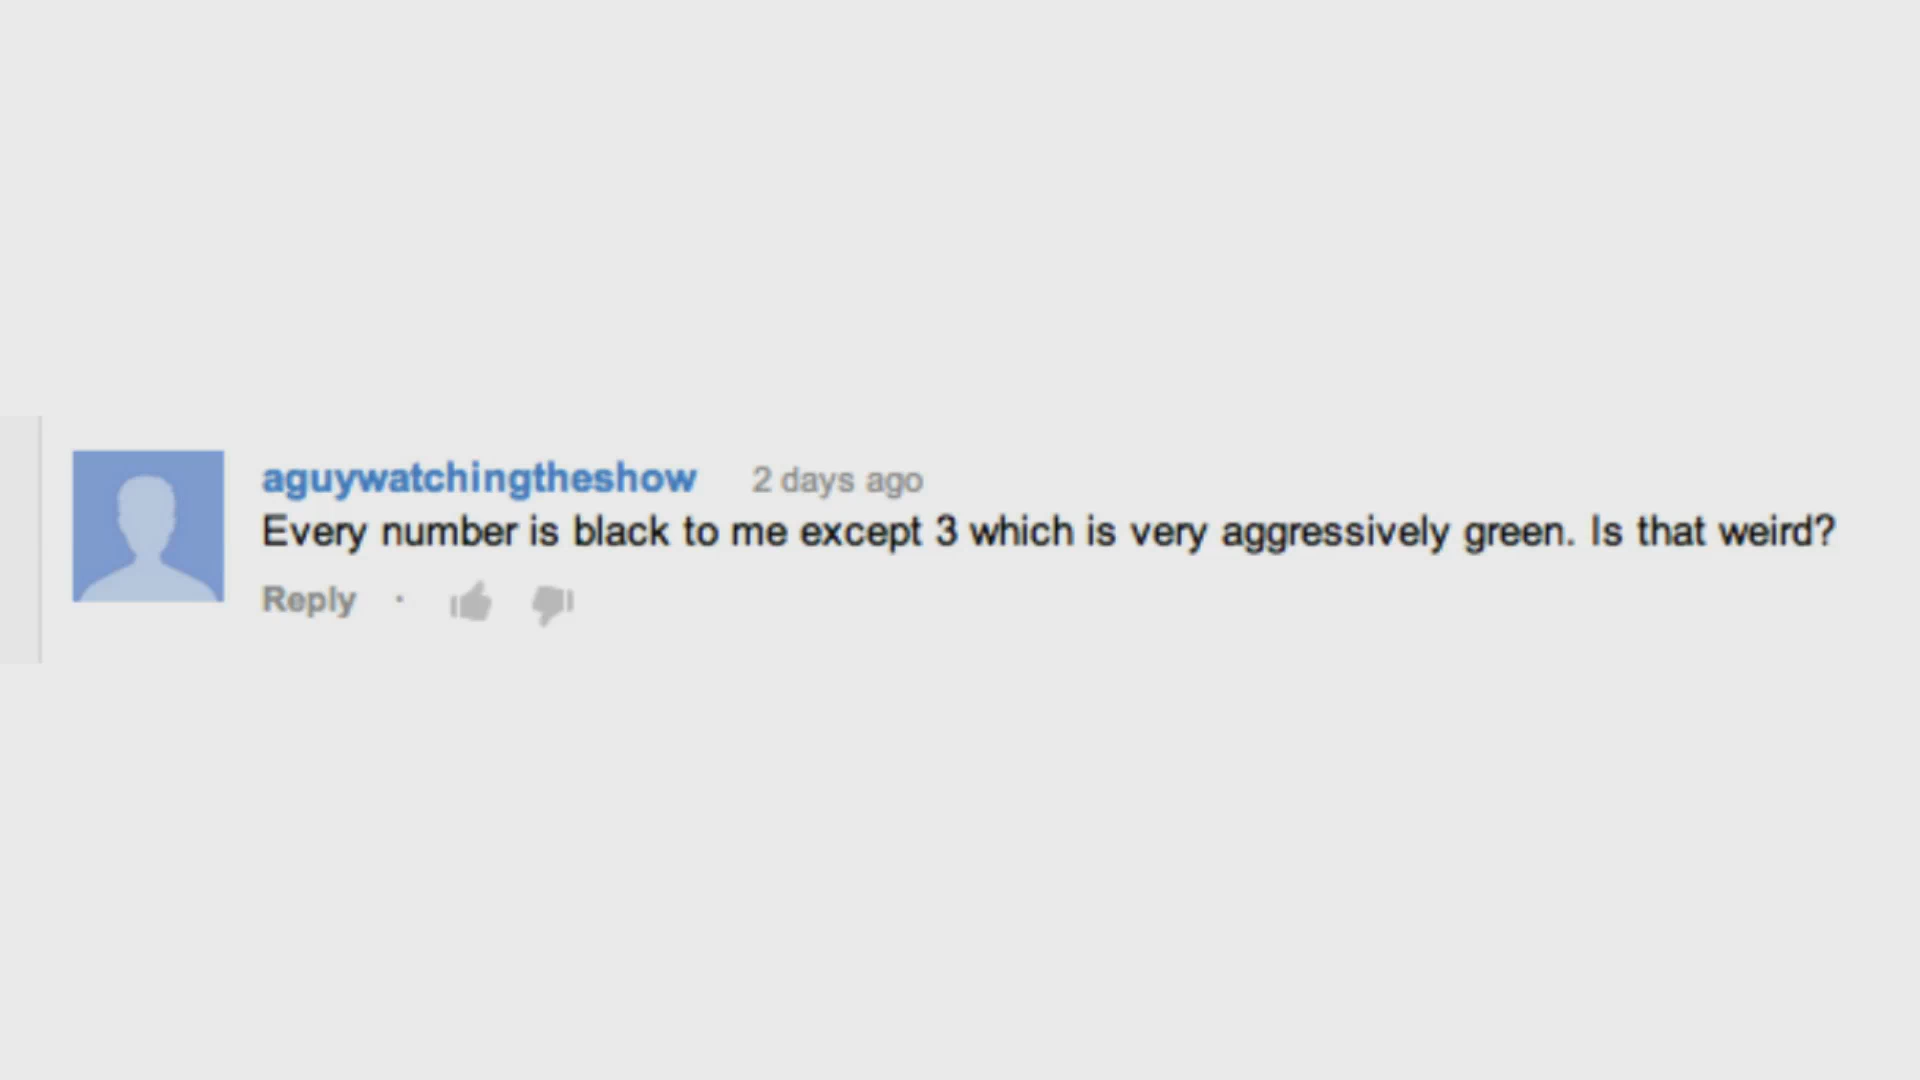 aguywatchingtheshow 2 days ago
Every number is black to me except 3 which is very aggressively green. Is that weird?
Reply ·